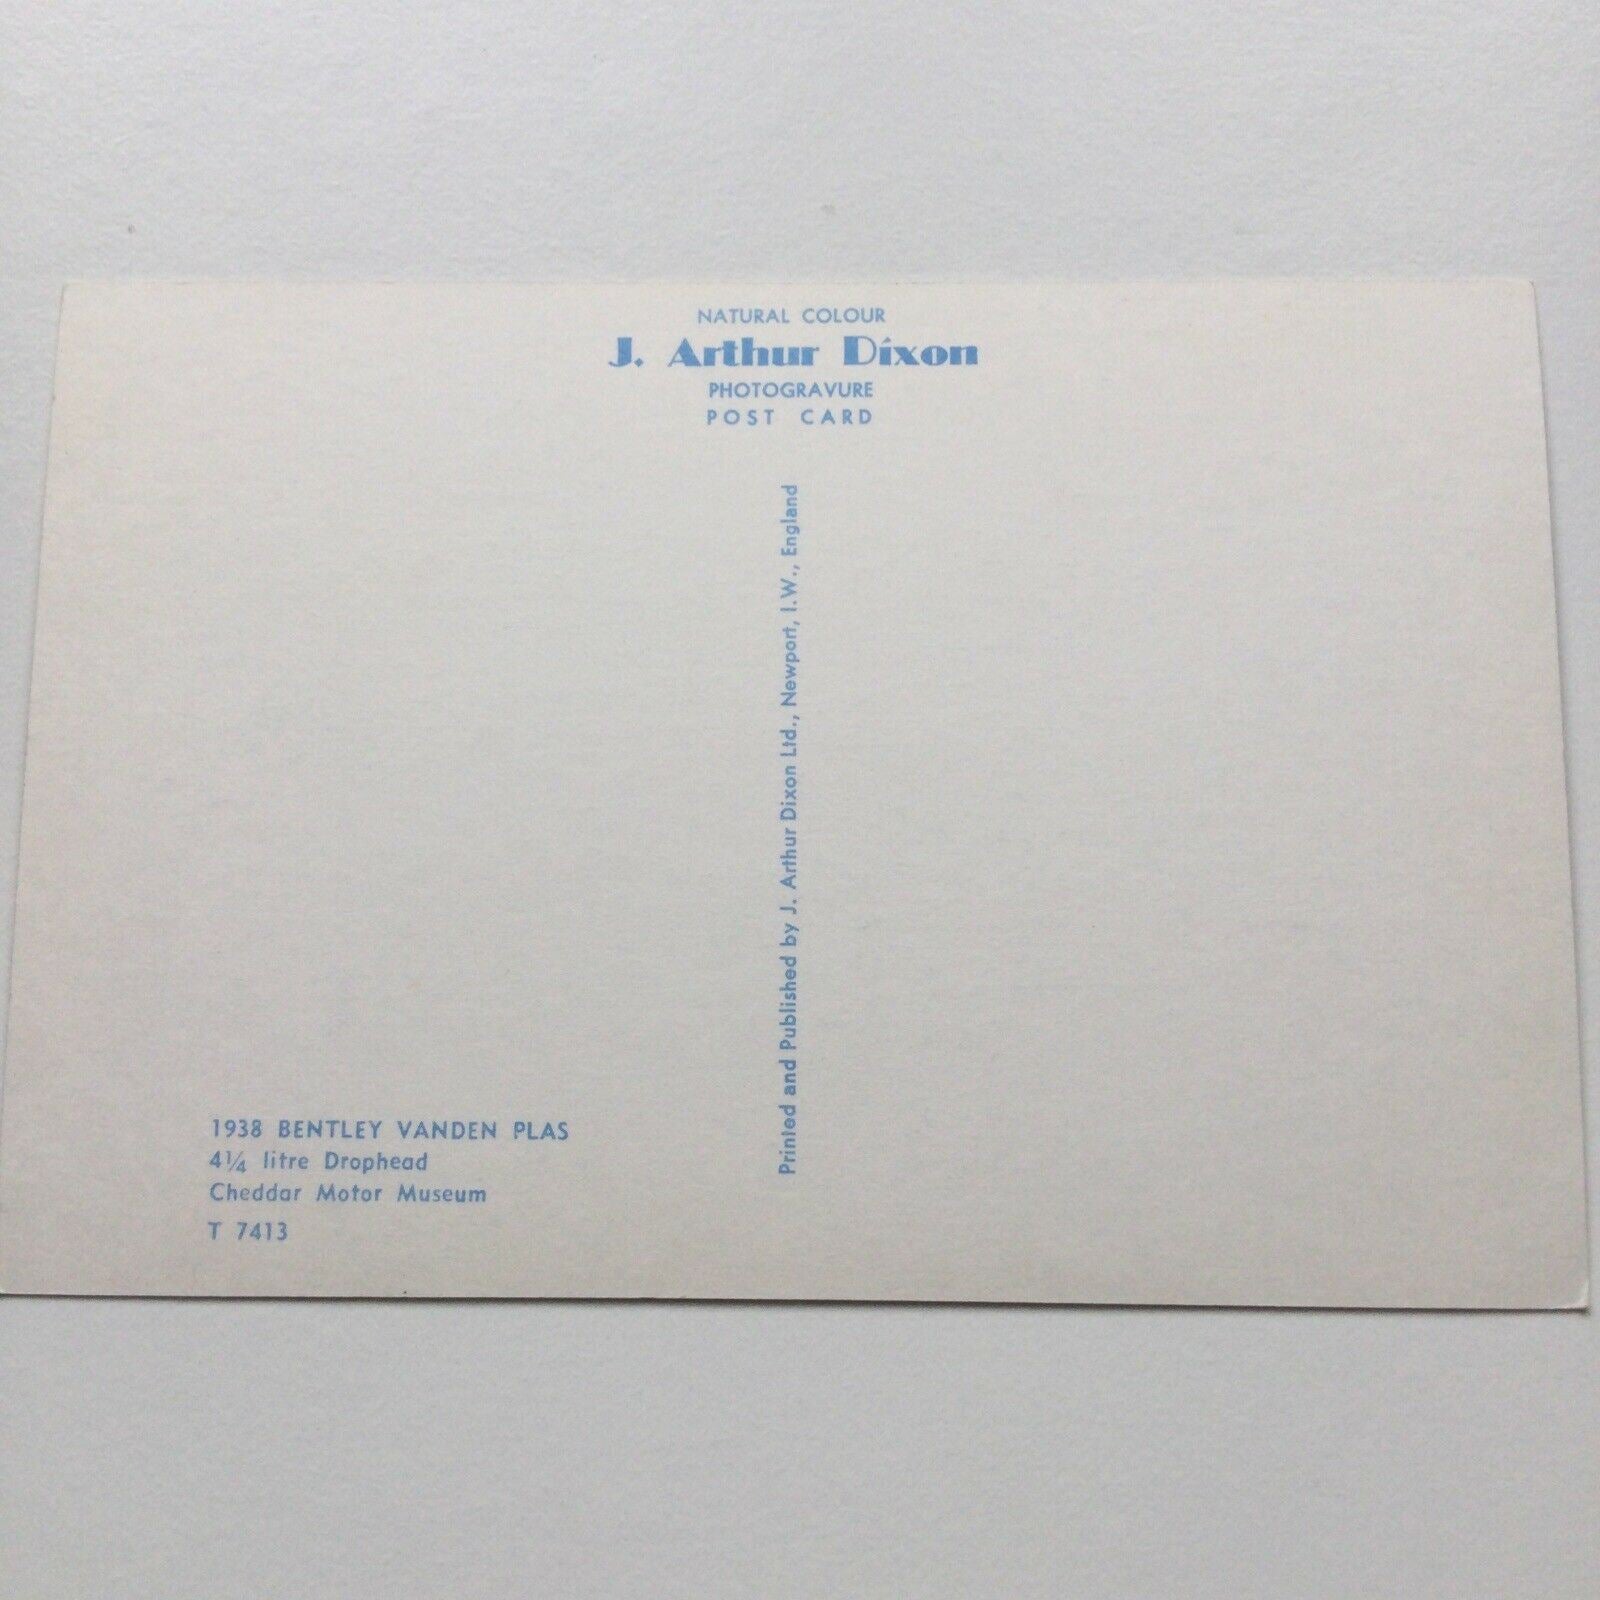 NATURAL COLOUR
J. Arthur Dixon
PHOTOGRAVURE
POST CARD
Printed and Published by J. Arthur Dixon Ltd., Newport, I.W., England
1938 BENTLEY VANDEN PLAS
4¼ litre Drophead
Cheddar Motor Museum
T 7413